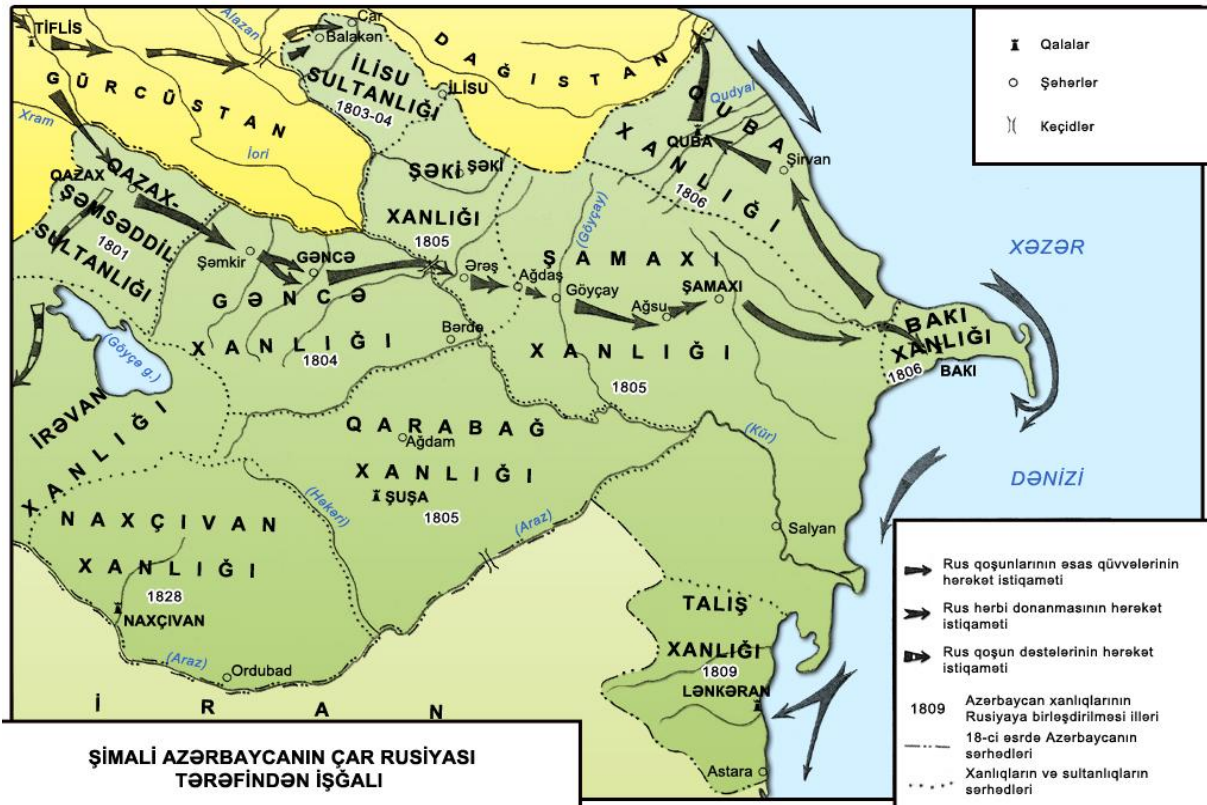 TİFLİS
Alazan
Car
Balakən
DAĞISTAN
İLİSU
SULTANLIĞI
1803-04
İLİSU
GÜRCÜSTAN
Xram
İori
Qudyal
QUBA
XANLIĞI
1806
QUBA
Şirvan
QAZAX
QAZAX-
ŞƏMSƏDDİL
SULTANLIĞI
1801
ŞƏKİ
ŞƏKİ
XANLIĞI
1805
(Göyçay)
Şəmkir
GƏNCƏ
GƏNCƏ
XANLIĞI
1804
Bərdə
Ərəş
Ağdaş
Göyçay
Ağsu
ŞAMAXI
ŞAMAXI
XANLIĞI
1805
XƏZƏR
DƏNİZİ
BAKI
XANLIĞI
1806
BAKI
(Göyçə g.)
İRƏVAN
XANLIĞI
QARABAĞ
Ağdam
XANLIĞI
ŞUŞA
1805
(Həkəri)
(Araz)
(Kür)
Salyan
NAXÇIVAN
XANLIĞI
1828
NAXÇIVAN
(Araz)
Ordubad
İRAN
TALIŞ
XANLIĞI
1809
LƏNKƏRAN
Astara
Qalalar
Şəhərlər
Keçidlər
Rus qoşunlarının əsas qüvvələrinin
hərəkət istiqaməti
Rus hərbi donanmasının hərəkət
istiqaməti
Rus qoşun dəstələrinin hərəkət
istiqaməti
1809 Azərbaycan xanlıqlarının
Rusiyaya birləşdirilməsi illəri
18-ci əsrdə Azərbaycanın
sərhədləri
Xanlıqların və sultanlıqların
sərhədləri
ŞİMALİ AZƏRBAYCANIN ÇAR RUSİYASI
TƏRƏFİNDƏN İŞĞALI